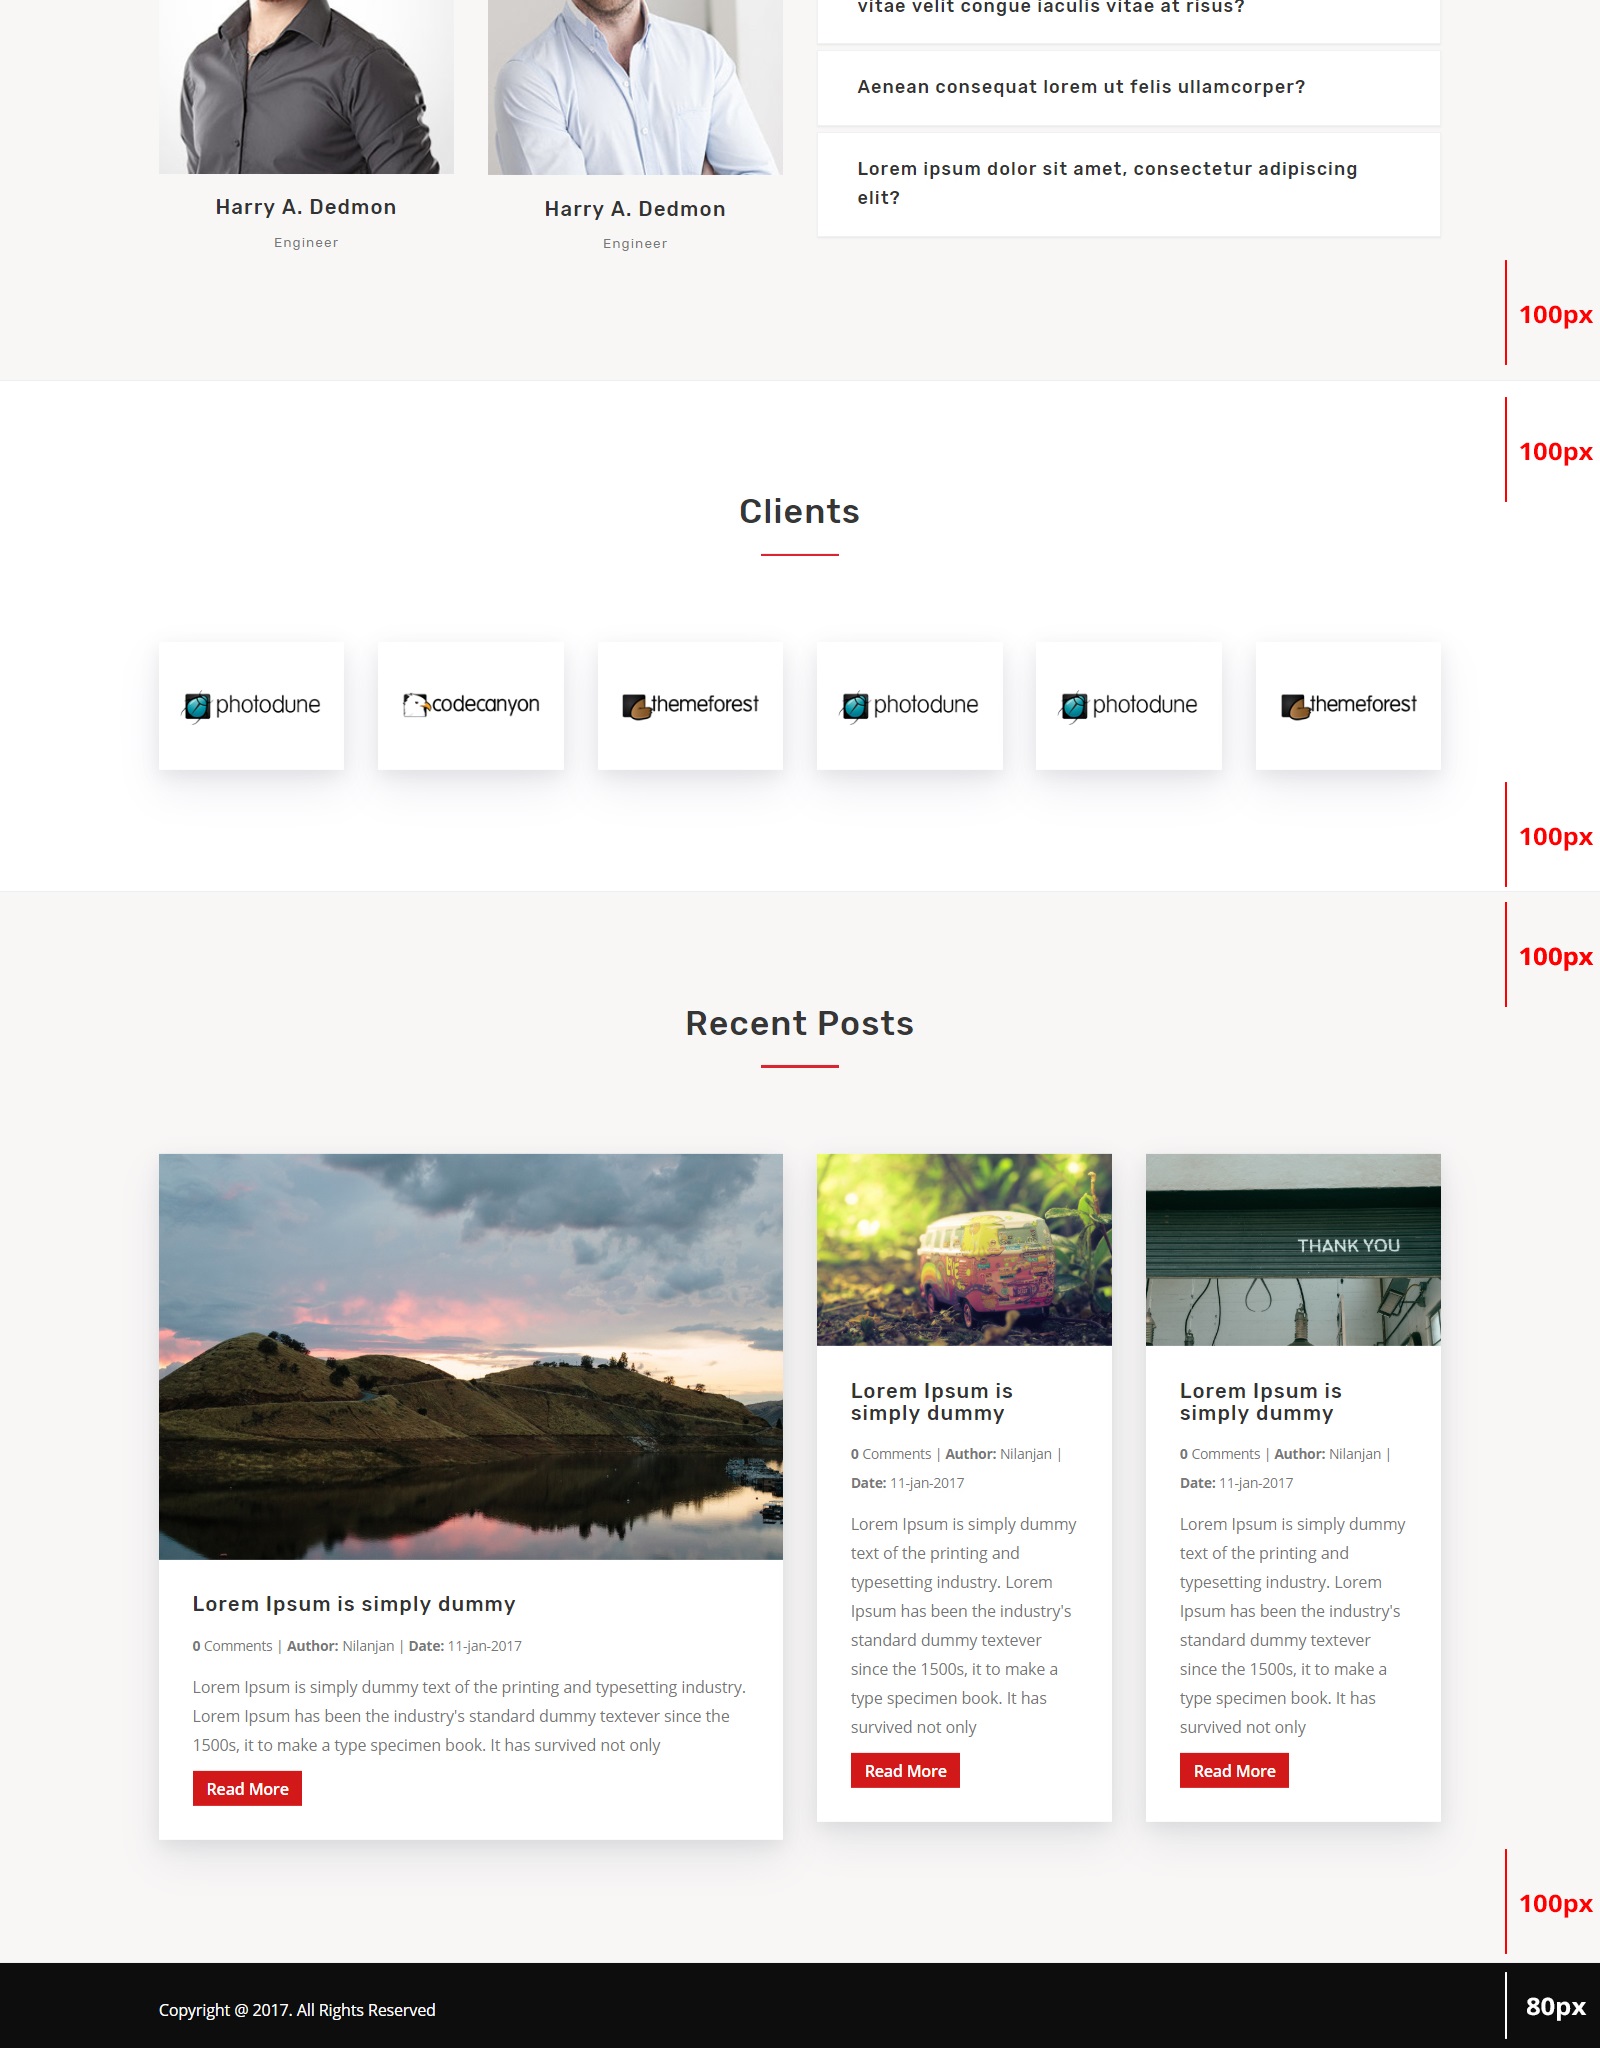 vitae velit congue iaculis vitae at risus?
Aenean consequat lorem ut felis ullamcorper?
Lorem ipsum dolor sit amet, consectetur adipiscing
elit?
Harry A. Dedmon
Engineer
Harry A. Dedmon
Engineer
100px
100px
Clients
photodune
codecanyon
themeforest
photodune
photodune
themeforest
100px
100px
Recent Posts
THANK YOU
Lorem Ipsum is simply dummy
0 Comments | Author: Nilanjan | Date: 11-jan-2017
Lorem Ipsum is simply dummy text of the printing and typesetting industry.
Lorem Ipsum has been the industry's standard dummy textever since the
1500s, it to make a type specimen book. It has survived not only
Read More
Lorem Ipsum is
simply dummy
0 Comments | Author: Nilanjan |
Date: 11-jan-2017
Lorem Ipsum is simply dummy
text of the printing and
typesetting industry. Lorem
Ipsum has been the industry's
standard dummy textever
since the 1500s, it to make a
type specimen book. It has
survived not only
Read More
Lorem Ipsum is
simply dummy
0 Comments | Author: Nilanjan |
Date: 11-jan-2017
Lorem Ipsum is simply dummy
text of the printing and
typesetting industry. Lorem
Ipsum has been the industry's
standard dummy textever
since the 1500s, it to make a
type specimen book. It has
survived not only
Read More
100px
Copyright @ 2017. All Rights Reserved
80px